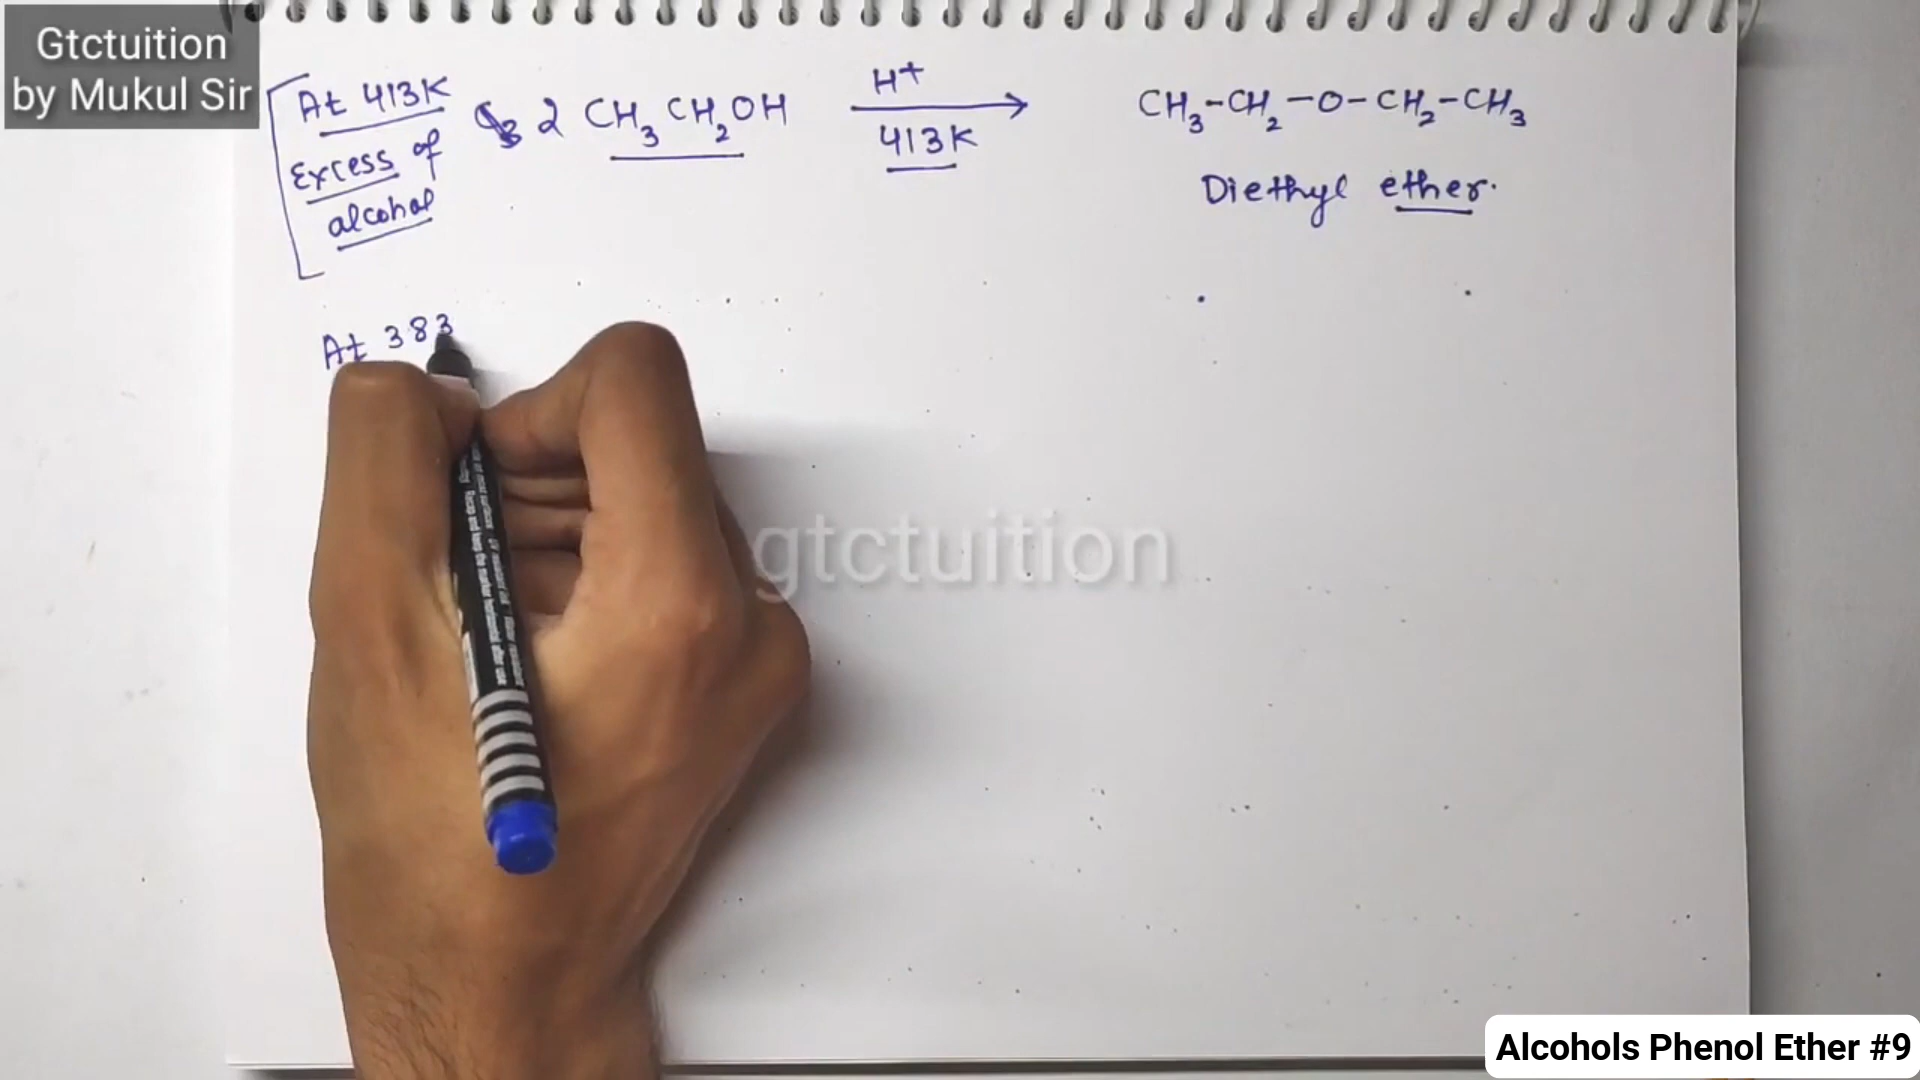 Gtctuition
by Mukul Sir
At 413K
Excess of
alcohol
2 CH₃CH₂OH
H⁺
413K
CH₃-CH₂-O-CH₂-CH₃
Diethyl ether.
At 383
gtctuition
Alcohols Phenol Ether #9